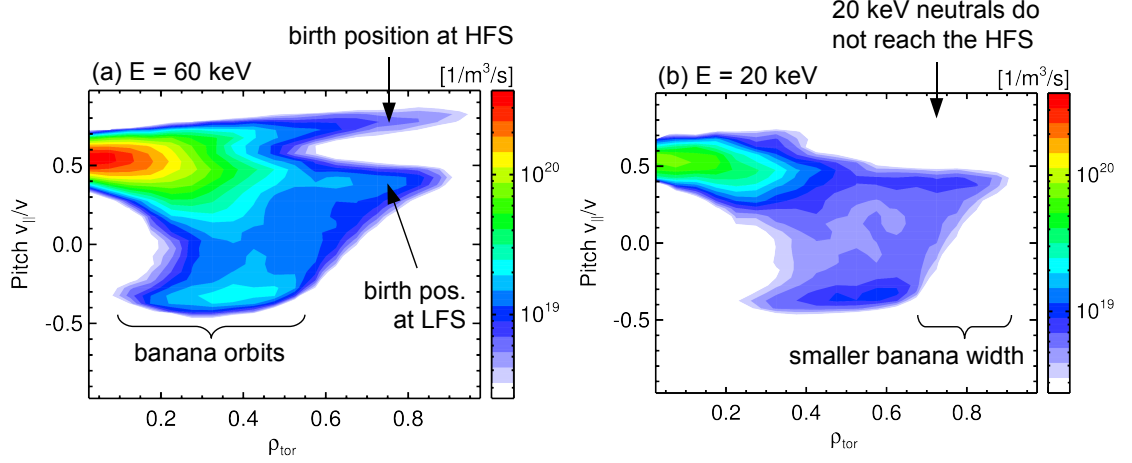 birth position at HFS
(a) E = 60 keV
[1/m³/s]
Pitch v||/v
0.5
0.0
-0.5
10²⁰
10¹⁹
birth pos.
at LFS
banana orbits
0.2
0.4
0.6
0.8
ρtor
20 keV neutrals do
not reach the HFS
(b) E = 20 keV
[1/m³/s]
Pitch v||/v
0.5
0.0
-0.5
10²⁰
10¹⁹
smaller banana width
0.2
0.4
0.6
0.8
ρtor